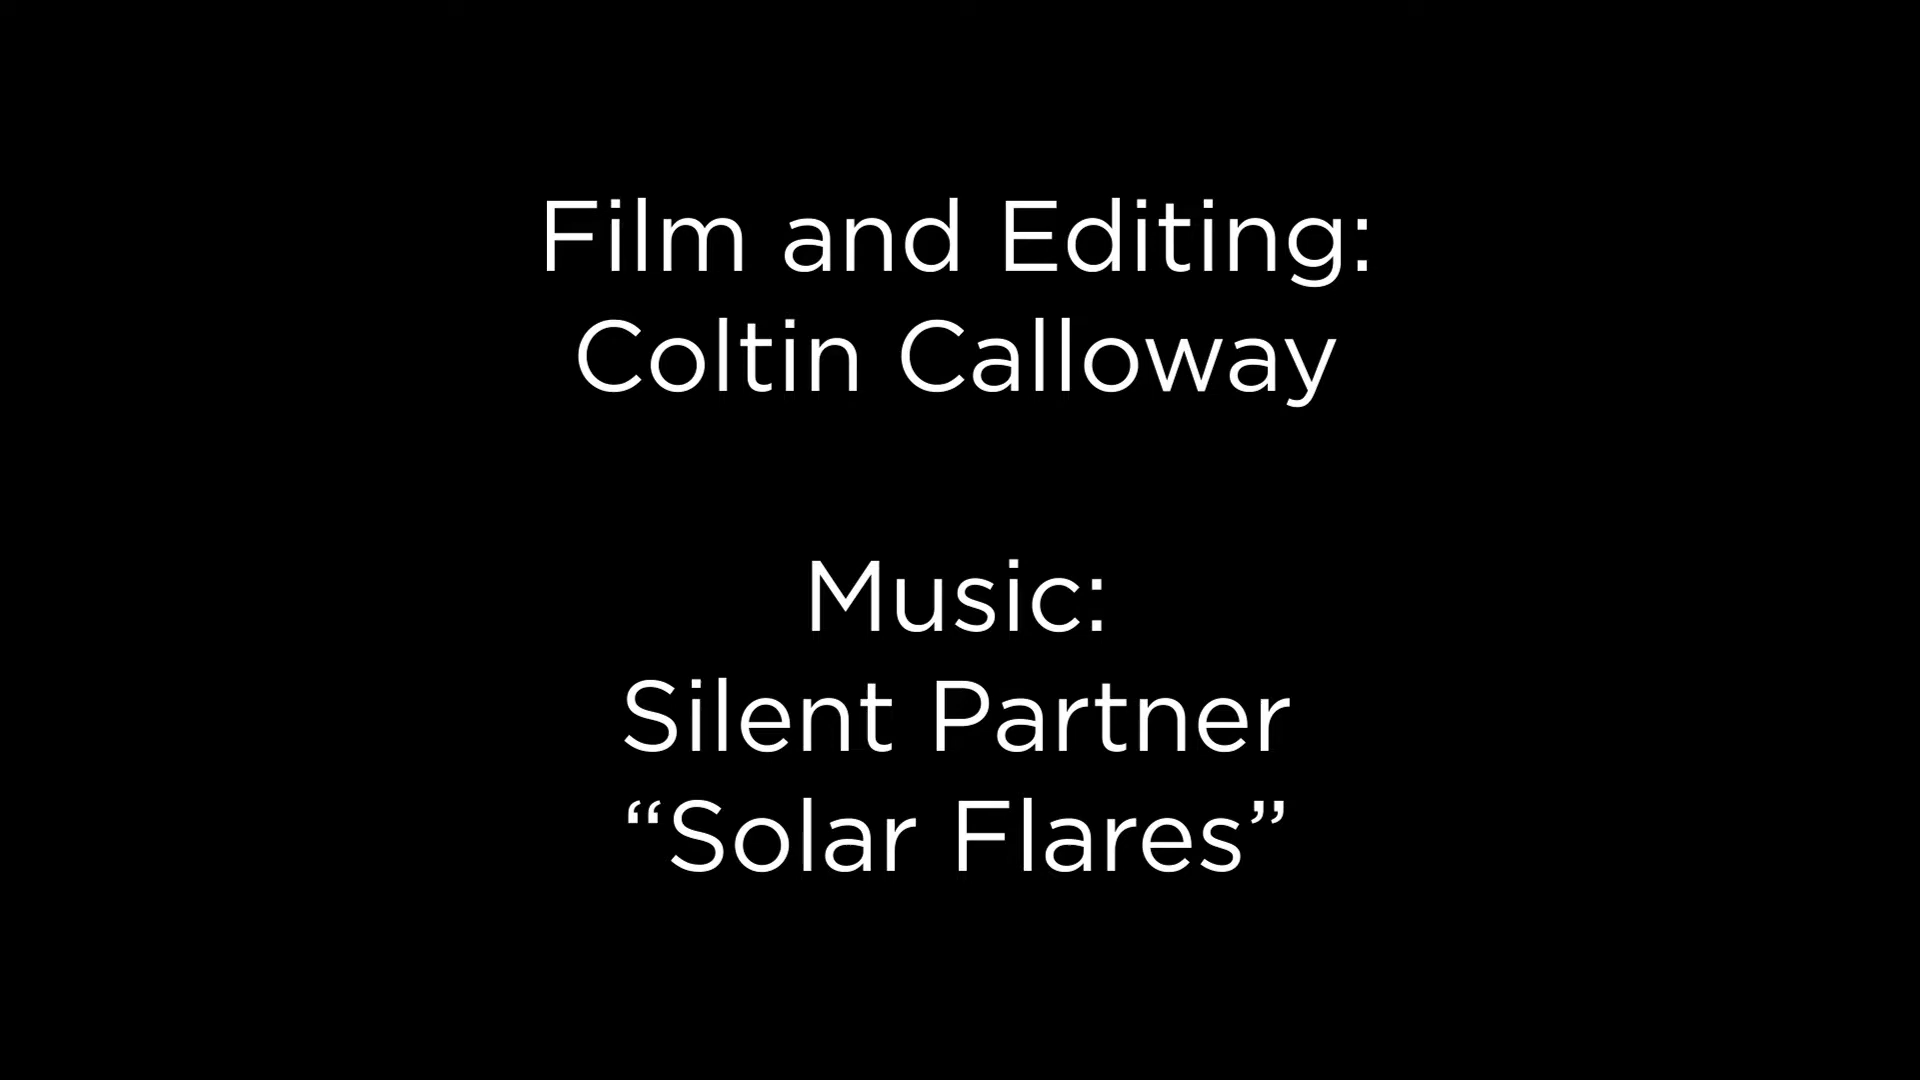 Film and Editing:
Coltin Calloway
Music:
Silent Partner
“Solar Flares”